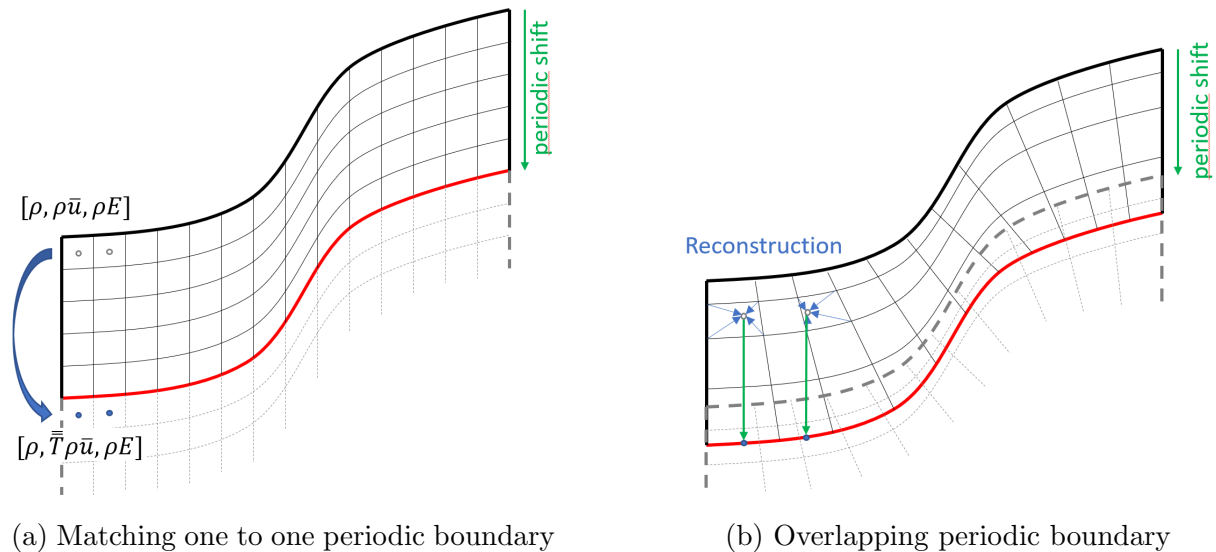 periodic shift
[ρ, ρū, ρE]
[ρ, T̿ρū, ρE]
periodic shift
Reconstruction
(a) Matching one to one periodic boundary
(b) Overlapping periodic boundary